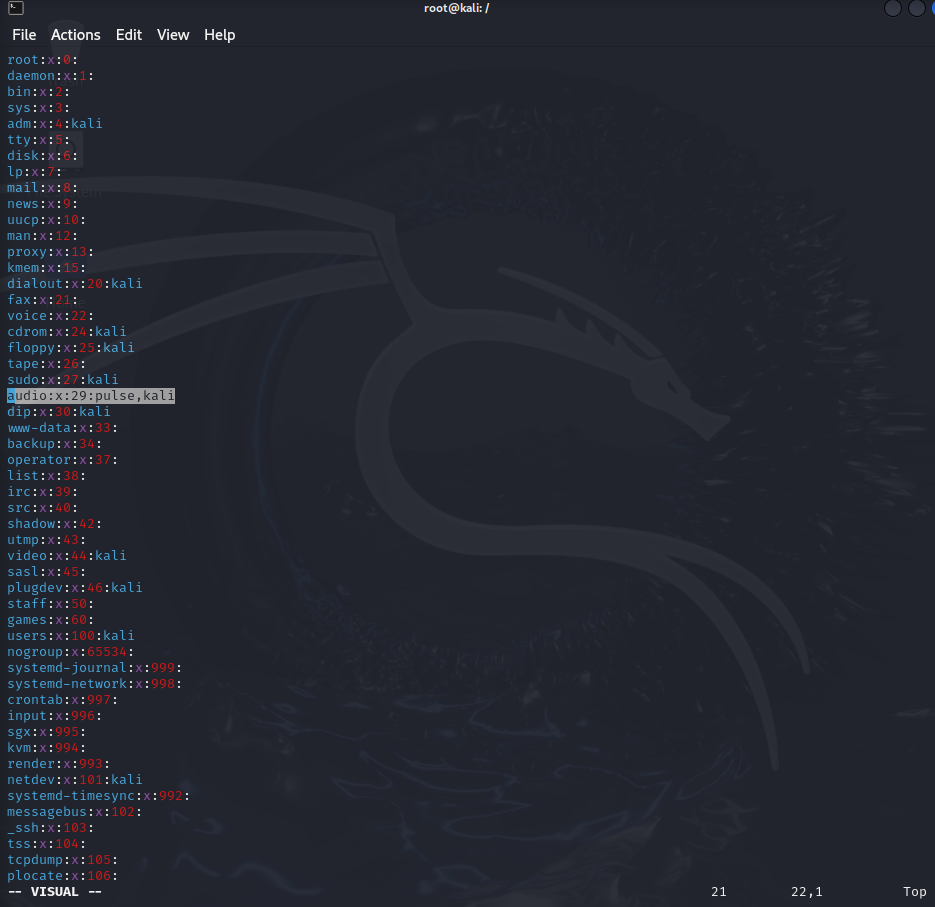 root@kali: /
File Actions Edit View Help
root:x:0:
daemon:x:1:
bin:x:2:
sys:x:3:
adm:x:4:kali
tty:x:5:
disk:x:6:
lp:x:7:
mail:x:8:
news:x:9:
uucp:x:10:
man:x:12:
proxy:x:13:
kmem:x:15:
dialout:x:20:kali
fax:x:21:
voice:x:22:
cdrom:x:24:kali
floppy:x:25:kali
tape:x:26:
sudo:x:27:kali
audio:x:29:pulse,kali
dip:x:30:kali
www-data:x:33:
backup:x:34:
operator:x:37:
list:x:38:
irc:x:39:
src:x:40:
shadow:x:42:
utmp:x:43:
video:x:44:kali
sasl:x:45:
plugdev:x:46:kali
staff:x:50:
games:x:60:
users:x:100:kali
nogroup:x:65534:
systemd-journal:x:999:
systemd-network:x:998:
crontab:x:997:
input:x:996:
sgx:x:995:
kvm:x:994:
render:x:993:
netdev:x:101:kali
systemd-timesync:x:992:
messagebus:x:102:
_ssh:x:103:
tss:x:104:
tcpdump:x:105:
plocate:x:106:
-- VISUAL -- 21 22,1 Top